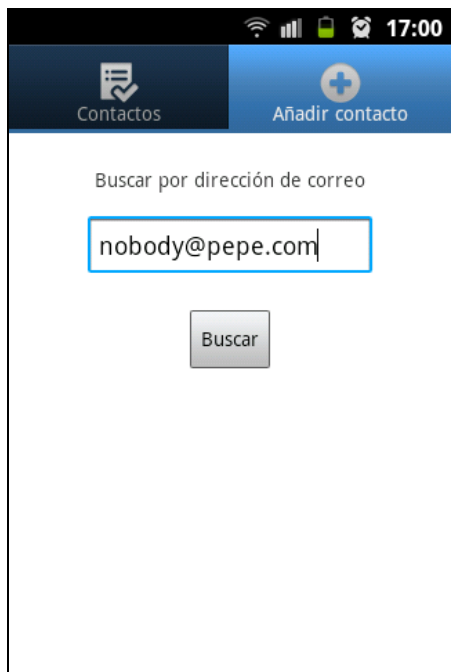 17:00
Contactos
Añadir contacto
Buscar por dirección de correo
nobody@pepe.com
Buscar